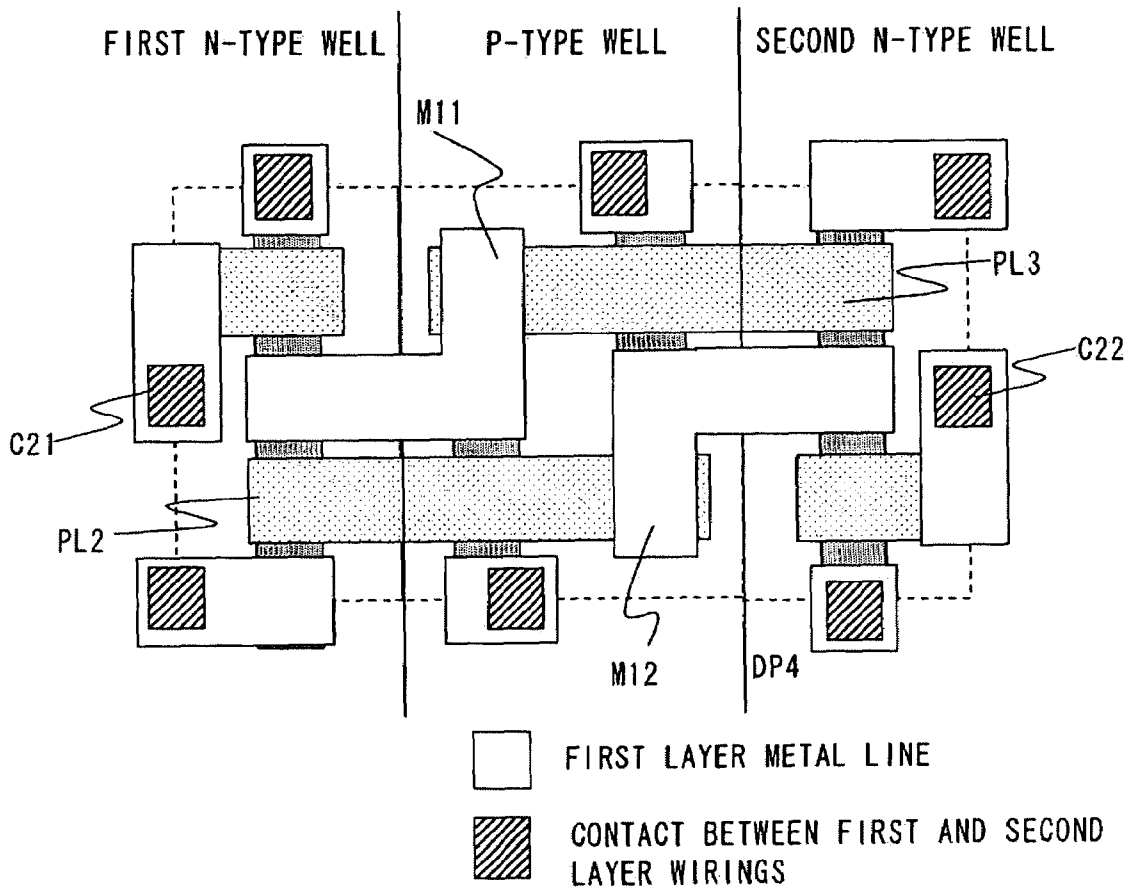 FIRST N-TYPE WELL
P-TYPE WELL
SECOND N-TYPE WELL
M11
PL3
C22
C21
PL2
M12
DP4
FIRST LAYER METAL LINE
CONTACT BETWEEN FIRST AND SECOND
LAYER WIRINGS